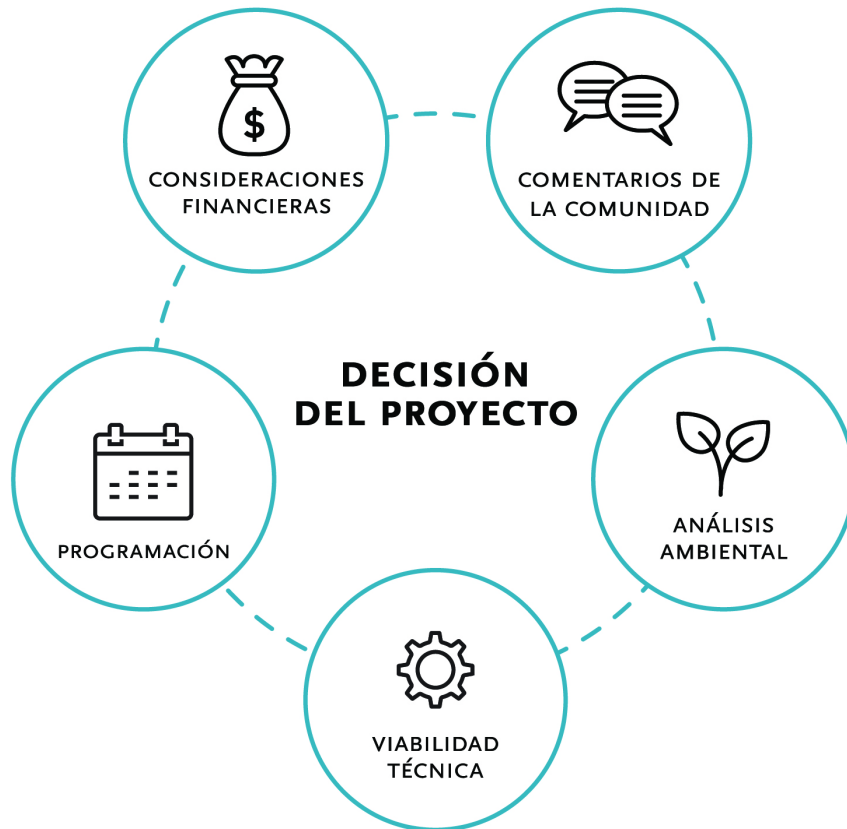 $
CONSIDERACIONES
FINANCIERAS
COMENTARIOS DE
LA COMUNIDAD
DECISIÓN
DEL PROYECTO
PROGRAMACIÓN
ANÁLISIS
AMBIENTAL
VIABILIDAD
TÉCNICA